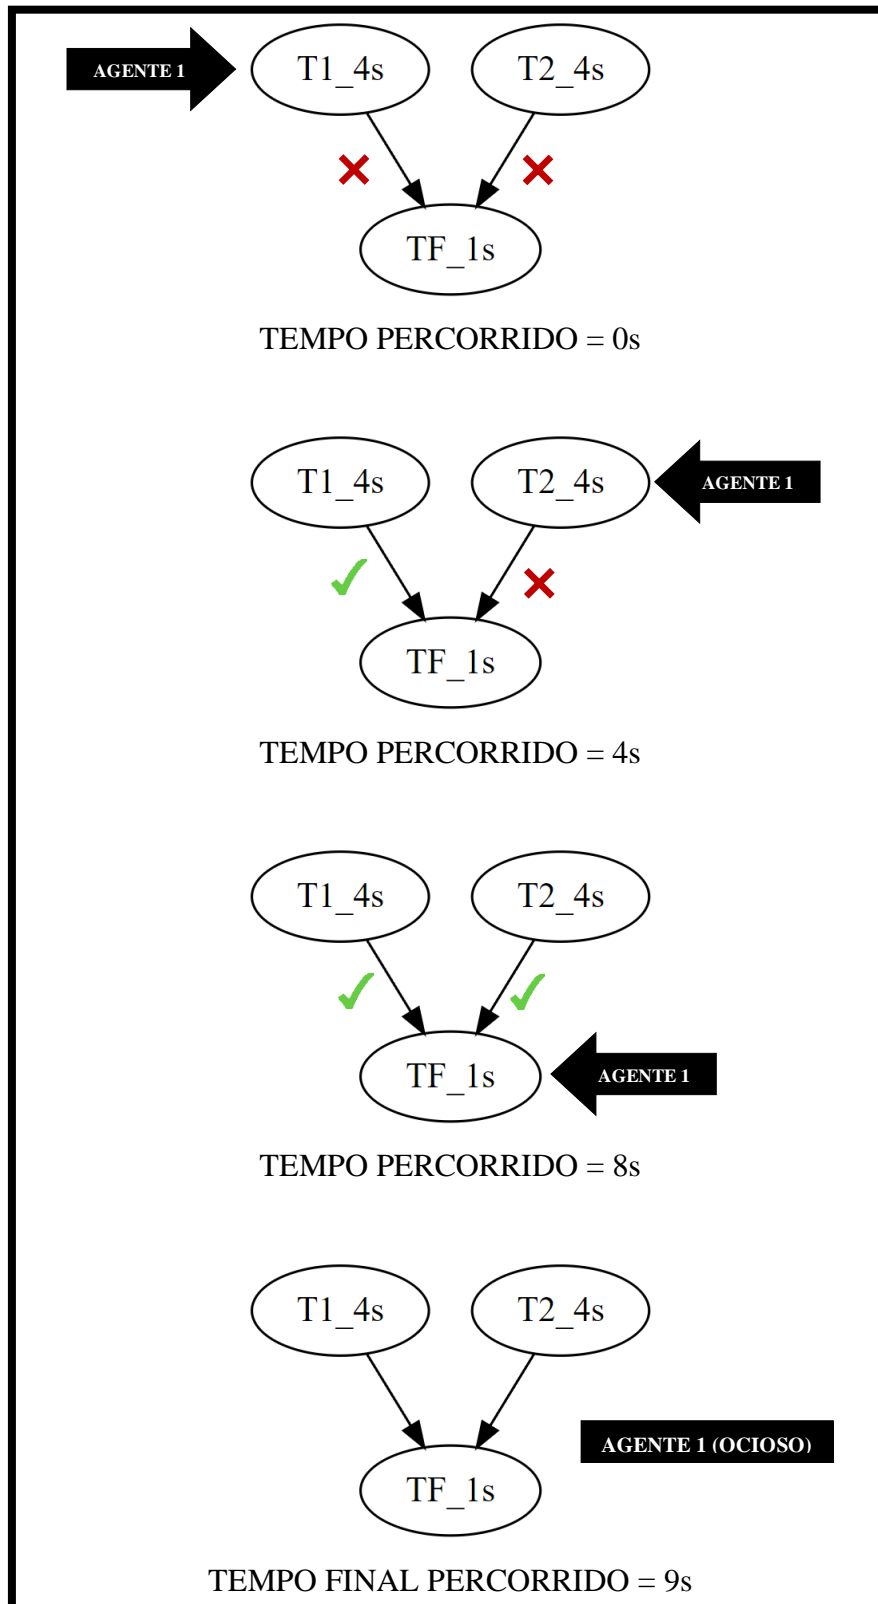 AGENTE 1
T1_4s
T2_4s
TF_1s
TEMPO PERCORRIDO = 0s
T1_4s
T2_4s
AGENTE 1
TF_1s
TEMPO PERCORRIDO = 4s
T1_4s
T2_4s
TF_1s
AGENTE 1
TEMPO PERCORRIDO = 8s
T1_4s
T2_4s
AGENTE 1 (OCIOSO)
TF_1s
TEMPO FINAL PERCORRIDO = 9s